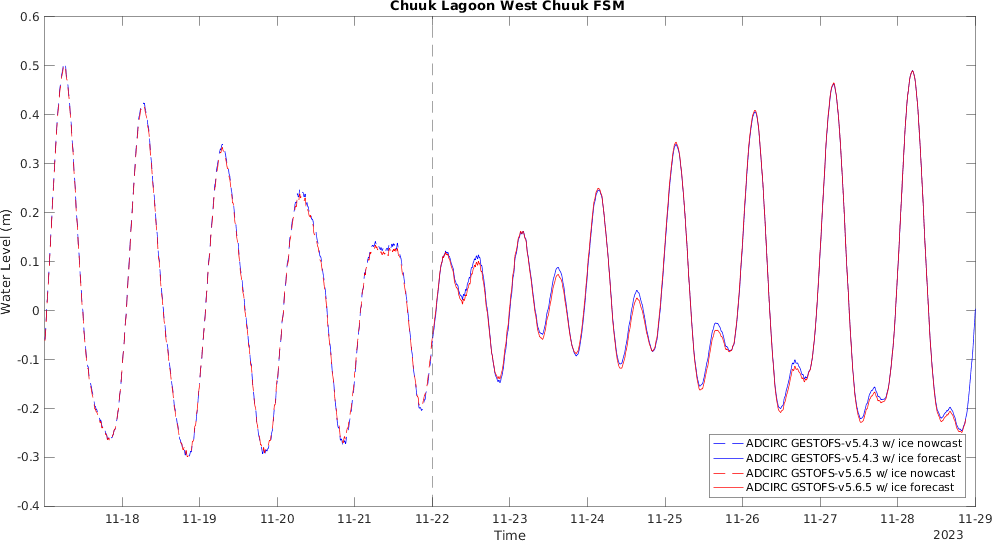 Chuuk Lagoon West Chuuk FSM
0.6
0.5
0.4
0.3
0.2
0.1
0
-0.1
-0.2
-0.3
-0.4
Water Level (m)
ADCIRC GESTOFS-v5.4.3 w/ ice nowcast
ADCIRC GESTOFS-v5.4.3 w/ ice forecast
ADCIRC GSTOFS-v5.6.5 w/ ice nowcast
ADCIRC GSTOFS-v5.6.5 w/ ice forecast
11-18 11-19 11-20 11-21 11-22 11-23 11-24 11-25 11-26 11-27 11-28 11-29
Time
2023